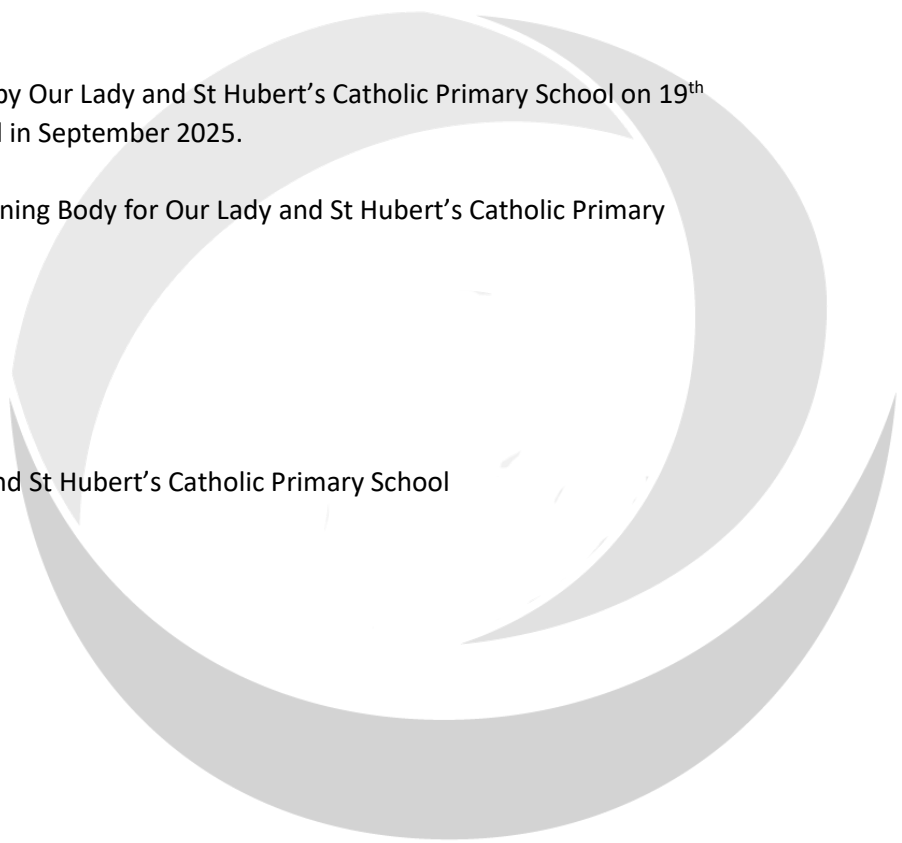 by Our Lady and St Hubert’s Catholic Primary School on 19th
in September 2025.
ning Body for Our Lady and St Hubert’s Catholic Primary
nd St Hubert’s Catholic Primary School